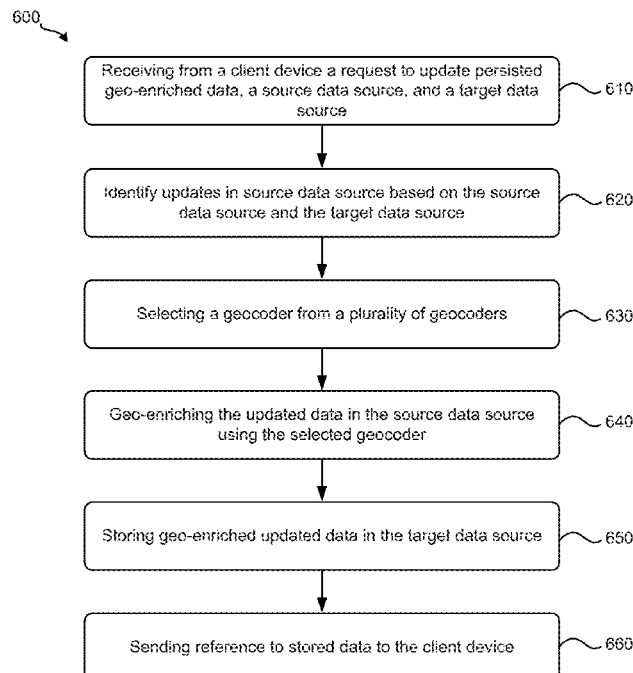 600
Receiving from a client device a request to update persisted
geo-enriched data, a source data source, and a target data
source
610
Identify updates in source data source based on the source
data source and the target data source
620
Selecting a geocoder from a plurality of geocoders
630
Geo-enriching the updated data in the source data source
using the selected geocoder
640
Storing geo-enriched updated data in the target data source
650
Sending reference to stored data to the client device
660